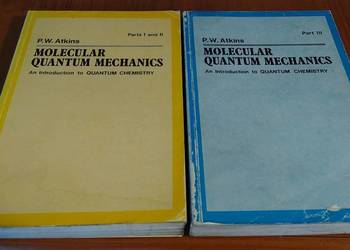 Parts I and II
P.W. Atkins
MOLECULAR
QUANTUM MECHANICS
An Introduction to QUANTUM CHEMISTRY
Part III
P.W. Atkins
MOLECULAR
QUANTUM MECHANICS
An Introduction to QUANTUM CHEMISTRY